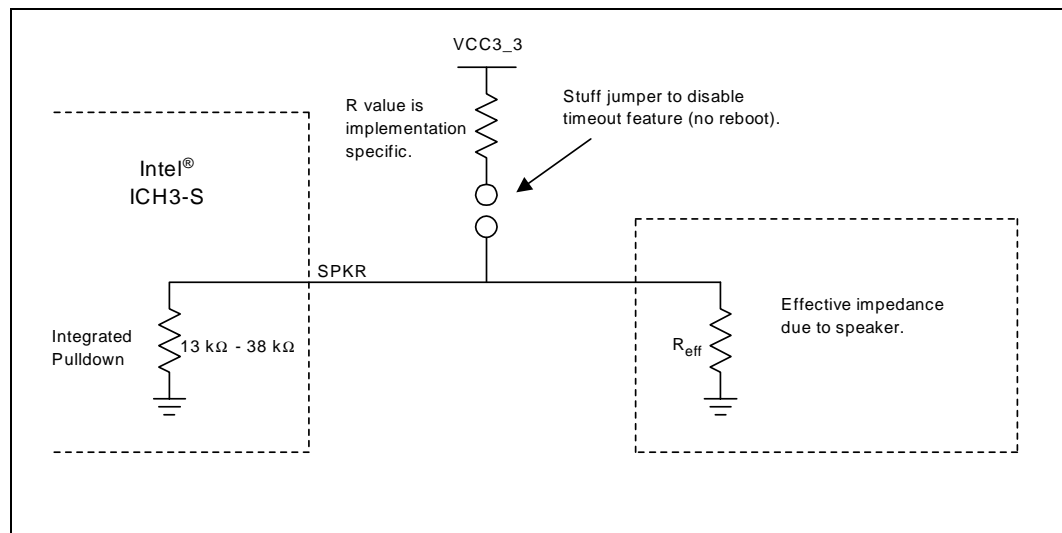 VCC3_3
R value is
implementation
specific.
Stuff jumper to disable
timeout feature (no reboot).
Intel®
ICH3-S
SPKR
Integrated
Pulldown
13 kΩ - 38 kΩ
Reff
Effective impedance
due to speaker.